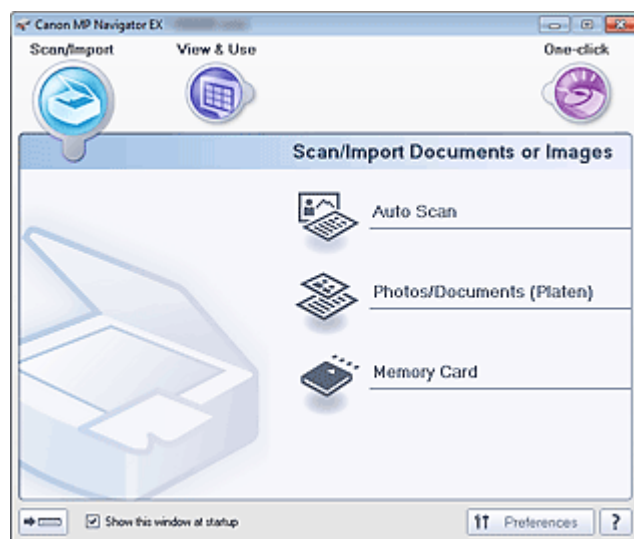 Canon MP Navigator EX
Scan/Import
View & Use
One-click
Scan/Import Documents or Images
Auto Scan
Photos/Documents (Platen)
Memory Card
Show this window at startup
Preferences
?